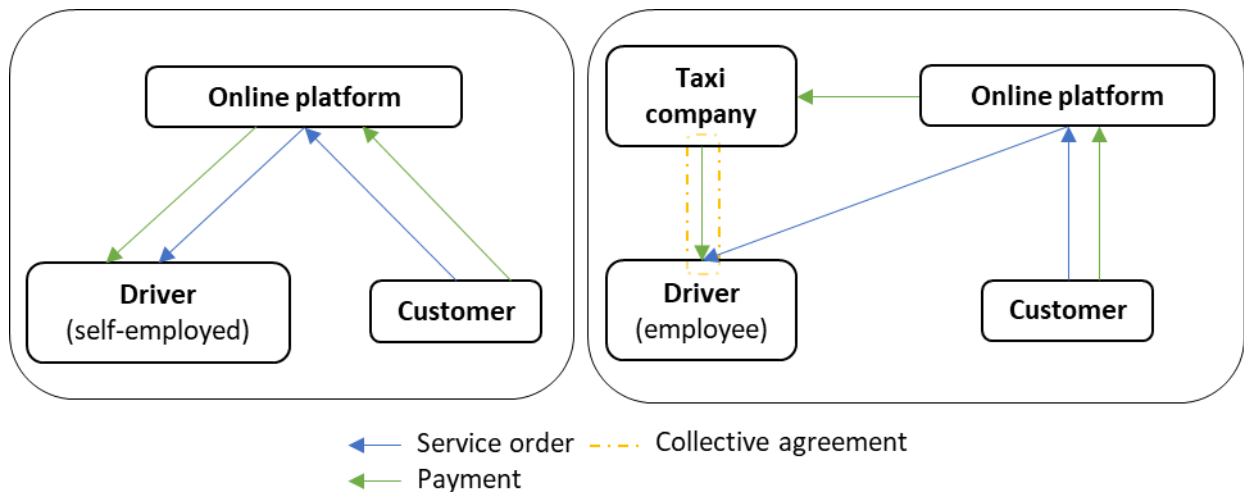 Online platform
Driver
(self-employed)
Customer
Taxi
company
Online platform
Driver
(employee)
Customer
Service order
Collective agreement
Payment